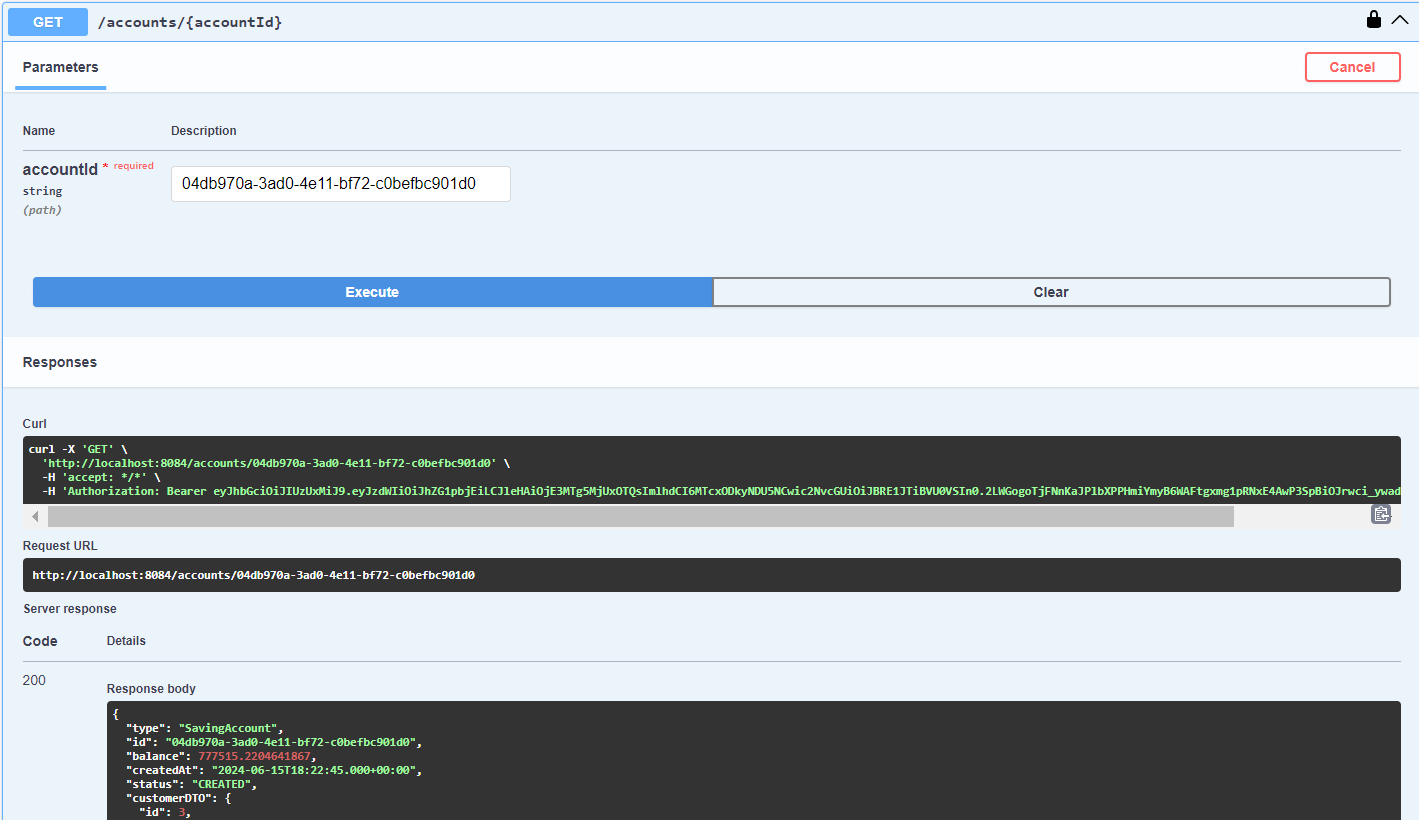 GET /accounts/{accountId}
Parameters
Cancel
Name Description
accountId * required
string
(path)
04db970a-3ad0-4e11-bf72-c0befbc901d0
Execute Clear
Responses
Curl
curl -X 'GET' \
'http://localhost:8084/accounts/04db970a-3ad0-4e11-bf72-c0befbc901d0' \
-H 'accept: */*' \
-H 'Authorization: Bearer eyJhbGciOiJIUzUxMiJ9.eyJzdWIiOiJhZG1pbjEiLCJleHAiOjE3MTg5MjUxOTQsImlhdCI6MTcxODkyNDU5NCwic2NvcGUiOiJBRE1JTiBVU0VSIn0.2LWGogoTjFNnKaJPlbXPPHmiYmyB6WAFtgxmg1pRNxE4AwP3SpBiOJrwci_ywad
Request URL
http://localhost:8084/accounts/04db970a-3ad0-4e11-bf72-c0befbc901d0
Server response
Code Details
200
Response body
{
"type": "SavingAccount",
"id": "04db970a-3ad0-4e11-bf72-c0befbc901d0",
"balance": 777515.2204641867,
"createdAt": "2024-06-15T18:22:45.000+00:00",
"status": "CREATED",
"customerDTO": {
"id": 3,